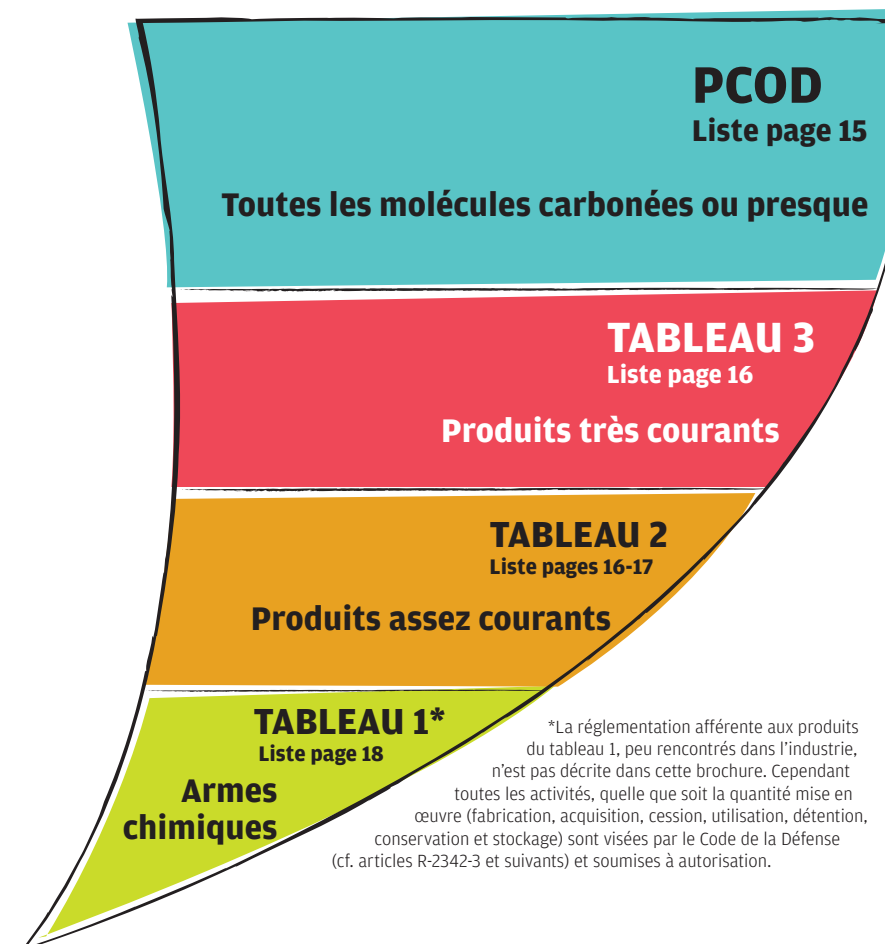 PCOD
Liste page 15
Toutes les molécules carbonées ou presque
TABLEAU 3
Liste page 16
Produits très courants
TABLEAU 2
Liste pages 16-17
Produits assez courants
TABLEAU 1*
Liste page 18
Armes
chimiques
*La réglementation afférente aux produits
du tableau 1, peu rencontrés dans l’industrie,
n’est pas décrite dans cette brochure. Cependant
toutes les activités, quelle que soit la quantité mise en
œuvre (fabrication, acquisition, cession, utilisation, détention,
conservation et stockage) sont visées par le Code de la Défense
(cf. articles R-2342-3 et suivants) et soumises à autorisation.